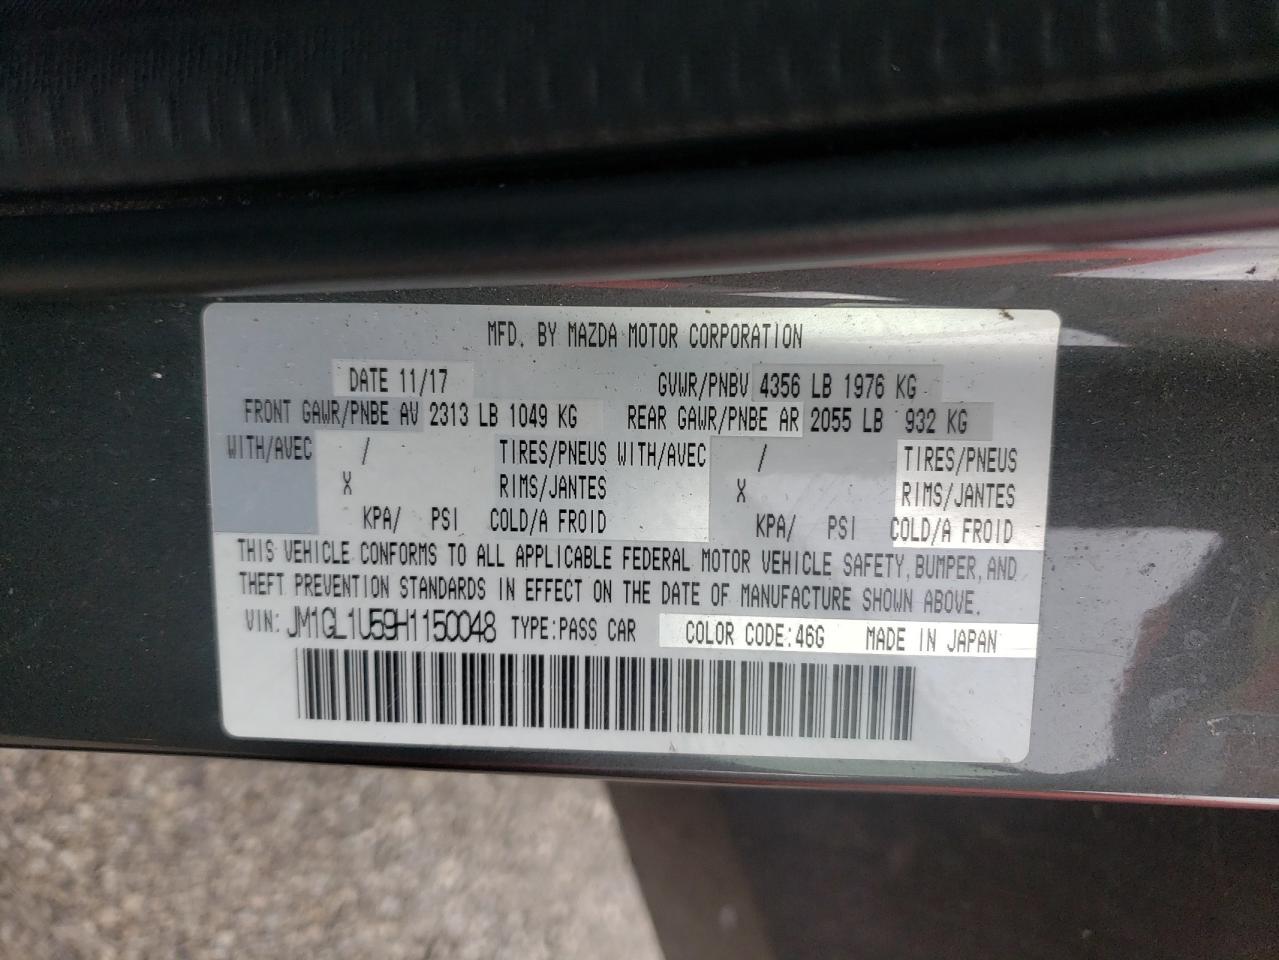 MFD. BY MAZDA MOTOR CORPORATION
DATE 11/17 GVWR/PNBV 4356 LB 1976 KG
FRONT GAWR/PNBE AV 2313 LB 1049 KG REAR GAWR/PNBE AR 2055 LB 932 KG
WITH/AVEC / TIRES/PNEUS WITH/AVEC / TIRES/PNEUS
X RIMS/JANTES X RIMS/JANTES
KPA/ PSI COLD/A FROID KPA/ PSI COLD/A FROID
THIS VEHICLE CONFORMS TO ALL APPLICABLE FEDERAL MOTOR VEHICLE SAFETY, BUMPER, AND
THEFT PREVENTION STANDARDS IN EFFECT ON THE DATE OF MANUFACTURE SHOWN ABOVE.
VIN: JM1GL1U59H1150048 TYPE:PASS CAR COLOR CODE:46G MADE IN JAPAN